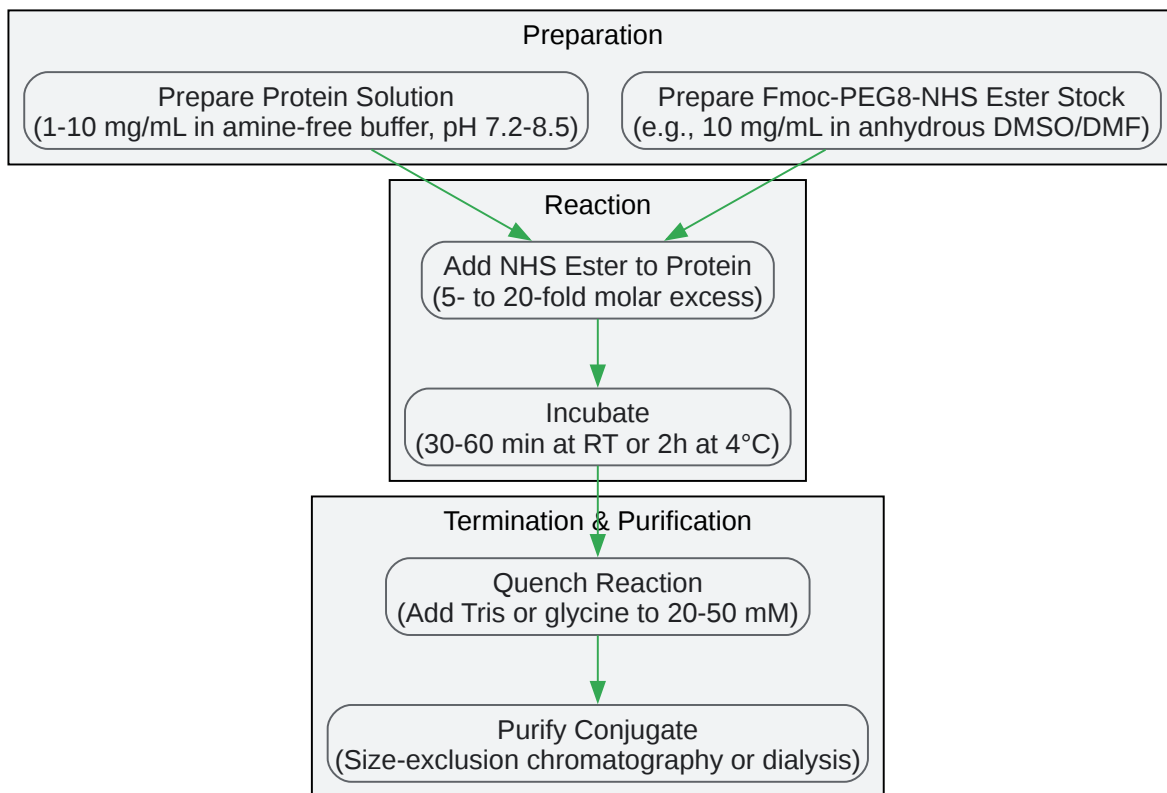 Preparation
Prepare Protein Solution
(1-10 mg/mL in amine-free buffer, pH 7.2-8.5)
Prepare Fmoc-PEG8-NHS Ester Stock
(e.g., 10 mg/mL in anhydrous DMSO/DMF)
Reaction
Add NHS Ester to Protein
(5- to 20-fold molar excess)
Incubate
(30-60 min at RT or 2h at 4°C)
Termination & Purification
Quench Reaction
(Add Tris or glycine to 20-50 mM)
Purify Conjugate
(Size-exclusion chromatography or dialysis)